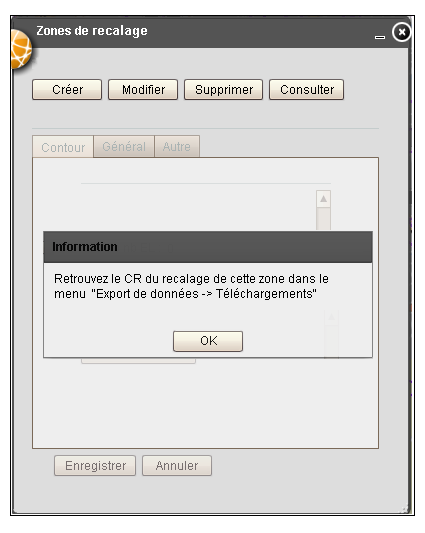 Zones de recalage
Créer Modifier Supprimer Consulter
Contour Général Autre
Information
Retrouvez le CR du recalage de cette zone dans le
menu "Export de données -> Téléchargements"
OK
Enregistrer Annuler